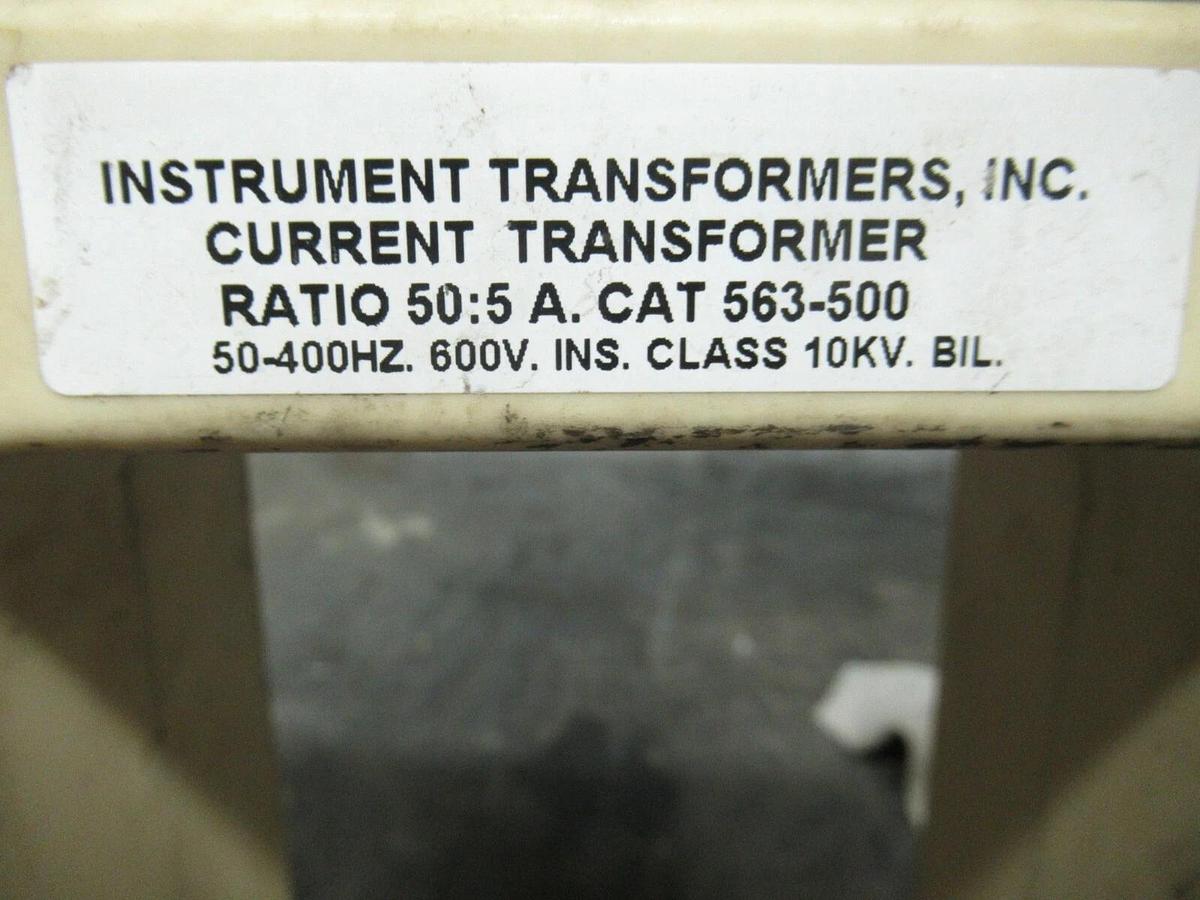 INSTRUMENT TRANSFORMERS, INC.
CURRENT TRANSFORMER
RATIO 50:5 A. CAT 563-500
50-400HZ. 600V. INS. CLASS 10KV. BIL.